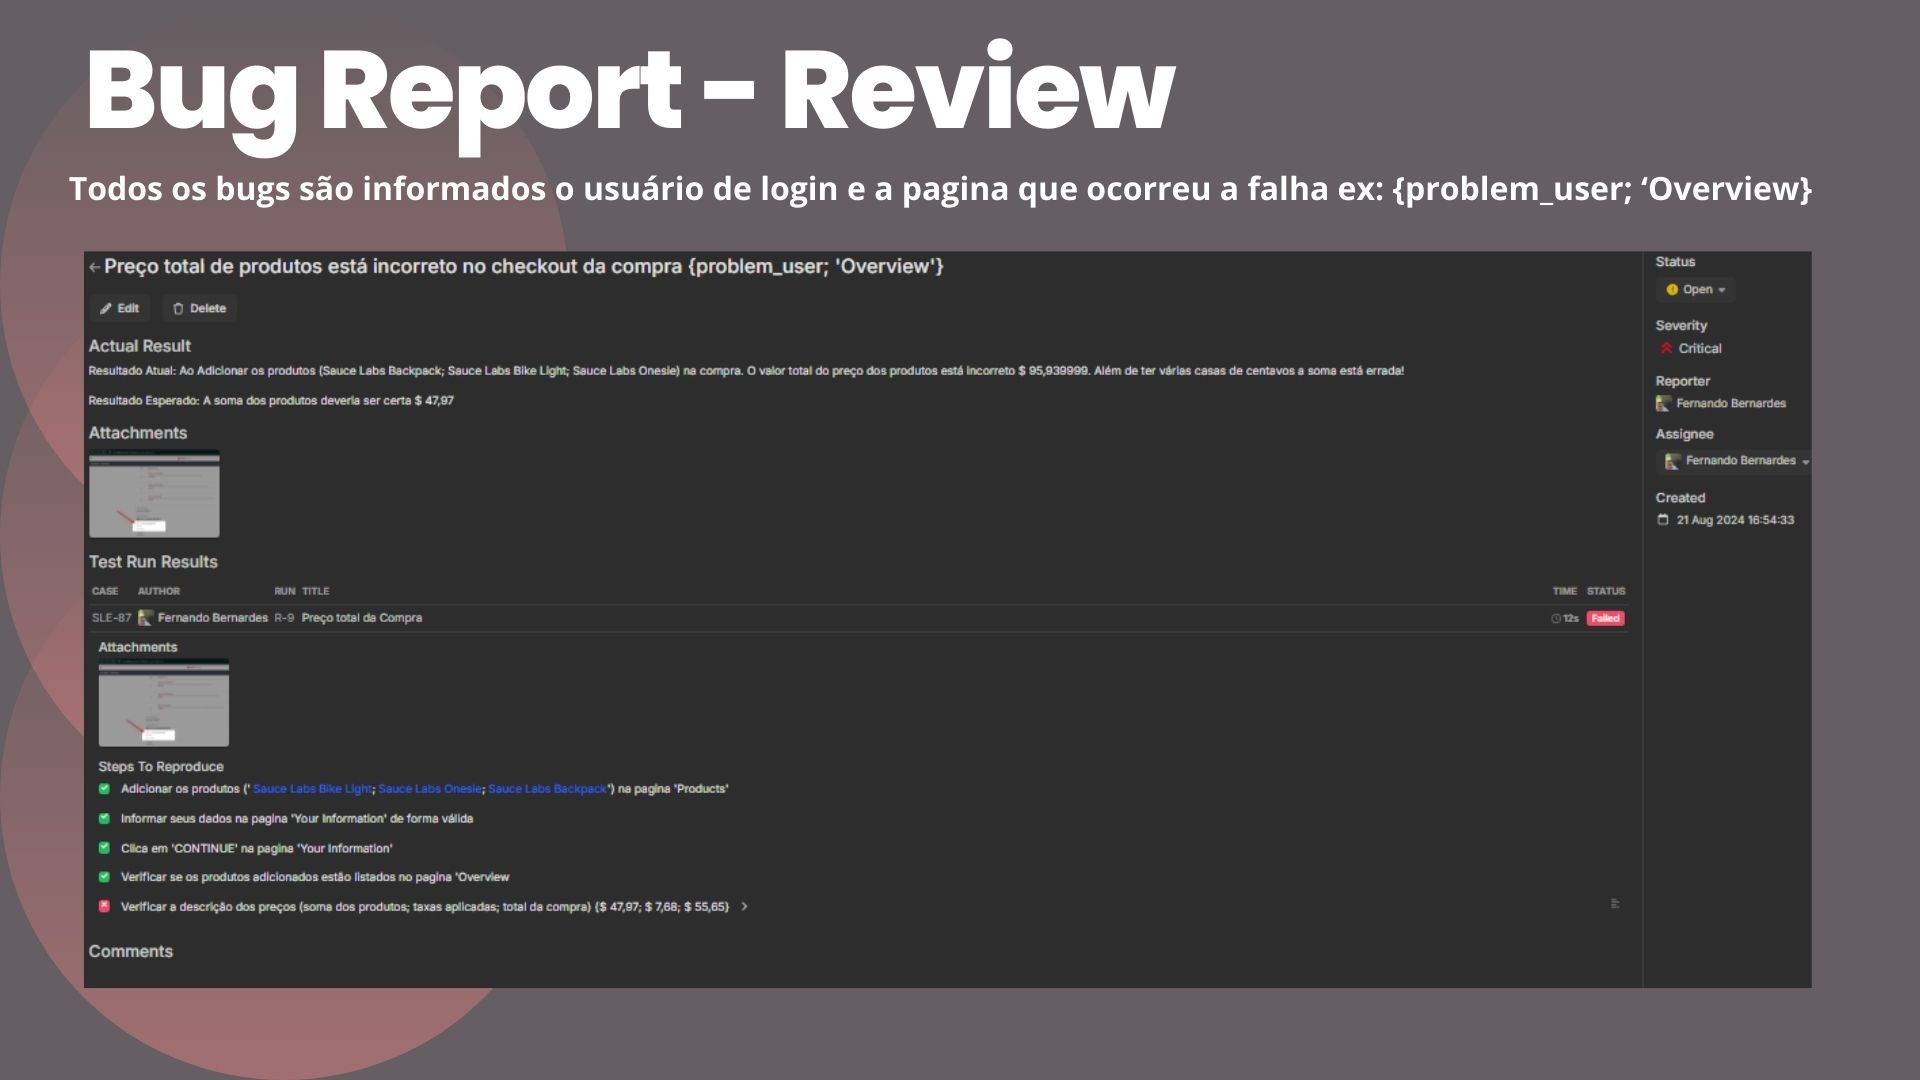 Bug Report - Review
Todos os bugs são informados o usuário de login e a pagina que ocorreu a falha ex: {problem_user; ‘Overview}
Preço total de produtos está incorreto no checkout da compra {problem_user; 'Overview'}
Edit
Delete
Actual Result
Resultado Atual: Ao Adicionar os produtos (Sauce Labs Backpack; Sauce Labs Bike Light; Sauce Labs Onesie) na compra. O valor total do preço dos produtos está incorreto $ 95,939999. Além de ter várias casas de centavos a soma está errada!
Resultado Esperado: A soma dos produtos deveria ser certa $ 47,97
Attachments
Test Run Results
CASE AUTHOR RUN TITLE TIME STATUS
SLE-87 Fernando Bernardes R-9 Preço total da Compra 12s Failed
Attachments
Steps To Reproduce
Adicionar os produtos (' Sauce Labs Bike Light; Sauce Labs Onesie; Sauce Labs Backpack') na pagina 'Products'
Informar seus dados na pagina 'Your Information' de forma válida
Clica em 'CONTINUE' na pagina 'Your Information'
Verificar se os produtos adicionados estão listados no pagina 'Overview
Verificar a descrição dos preços (soma dos produtos; taxas aplicadas; total da compra) {$ 47,97; $ 7,68; $ 55,65}
Comments
Status
Open
Severity
Critical
Reporter
Fernando Bernardes
Assignee
Fernando Bernardes
Created
21 Aug 2024 16:54:33